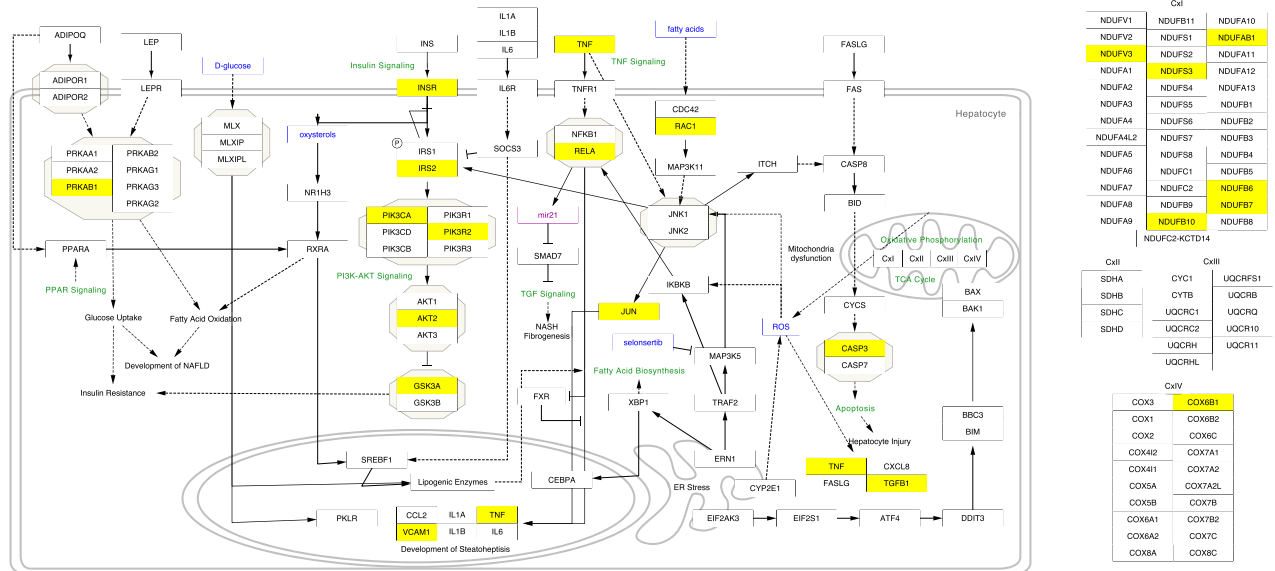 ADIPOQ
LEP
ADIPOR1
ADIPOR2
LEPR
D-glucose
MLX
MLXIP
MLXIPL
PRKAA1
PRKAA2
PRKAB1
PRKAB2
PRKAG1
PRKAG3
PRKAG2
PPARA
PPAR Signaling
Glucose Uptake
Fatty Acid Oxidation
Development of NAFLD
Insulin Resistance
oxysterols
NR1H3
RXRA
INS
Insulin Signaling
INSR
P
IRS1
IRS2
PIK3CA
PIK3CD
PIK3CB
PIK3R1
PIK3R2
PIK3R3
PI3K-AKT Signaling
AKT1
AKT2
AKT3
GSK3A
GSK3B
IL1A
IL1B
IL6
IL6R
SOCS3
SREBF1
Lipogenic Enzymes
PKLR
CCL2
VCAM1
IL1A
IL1B
TNF
IL6
Development of Steatoheptisis
TNF
TNF Signaling
TNFR1
NFKB1
RELA
mir21
SMAD7
TGF Signaling
NASH
Fibrogenesis
FXR
CEBPA
fatty acids
CDC42
RAC1
MAP3K11
ITCH
JNK1
JNK2
IKBKB
JUN
selonsertib
MAP3K5
Fatty Acid Biosynthesis
XBP1
TRAF2
ERN1
ER Stress
CYP2E1
EIF2AK3
EIF2S1
ATF4
DDIT3
FASLG
FAS
CASP8
BID
Hepatocyte
Mitochondria
dysfunction
Oxidative Phosphorylation
CxI
CxII
CxIII
CxIV
TCA Cycle
CYCS
ROS
CASP3
CASP7
Apoptosis
Hepatocyte Injury
TNF
FASLG
CXCL8
TGFB1
BAX
BAK1
BBC3
BIM
CxI
NDUFV1
NDUFV2
NDUFV3
NDUFA1
NDUFA2
NDUFA3
NDUFA4
NDUFA4L2
NDUFA5
NDUFA6
NDUFA7
NDUFA8
NDUFA9
NDUFB11
NDUFS1
NDUFS2
NDUFS3
NDUFS4
NDUFS5
NDUFS6
NDUFS7
NDUFS8
NDUFC1
NDUFC2
NDUFB9
NDUFB10
NDUFA10
NDUFAB1
NDUFA11
NDUFA12
NDUFA13
NDUFB1
NDUFB2
NDUFB3
NDUFB4
NDUFB5
NDUFB6
NDUFB7
NDUFB8
NDUFC2-KCTD14
CxII
SDHA
SDHB
SDHC
SDHD
CxIII
CYC1
CYTB
UQCRC1
UQCRC2
UQCRH
UQCRHL
UQCRFS1
UQCRB
UQCRQ
UQCR10
UQCR11
CxIV
COX3
COX1
COX2
COX4I2
COX4I1
COX5A
COX5B
COX6A1
COX6A2
COX8A
COX6B1
COX6B2
COX6C
COX7A1
COX7A2
COX7A2L
COX7B
COX7B2
COX7C
COX8C